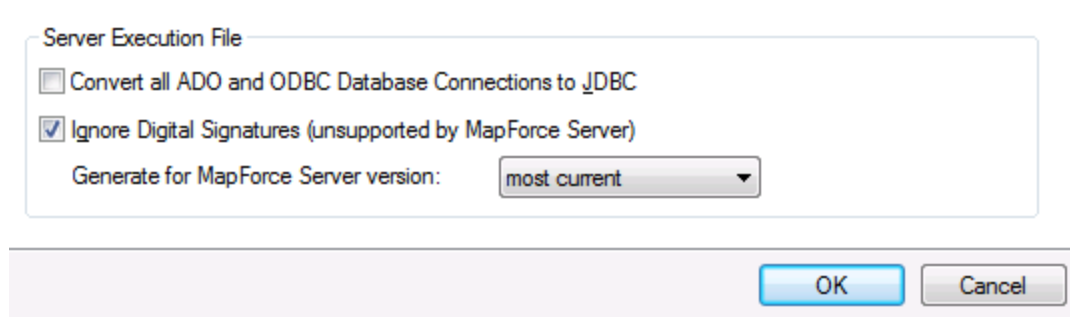 Server Execution File
Convert all ADO and ODBC Database Connections to JDBC
Ignore Digital Signatures (unsupported by MapForce Server)
Generate for MapForce Server version: most current
OK Cancel